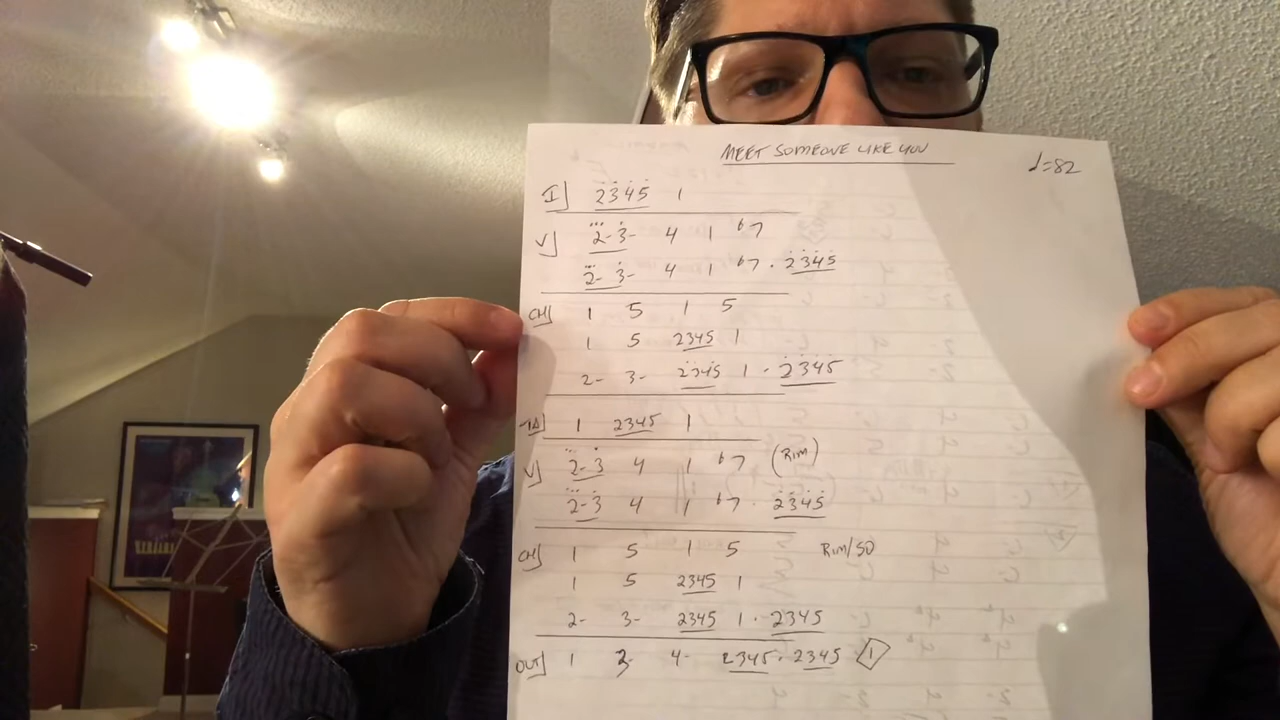 MEET SOMEONE LIKE YOU
♩=82
I] 2345 1
V] 2- 3- 4 1 b7
2- 3- 4 1 b7 · 2345
CH] 1 5 1 5
1 5 2345 1
2- 3- 2345 1 · 2345
TA] 1 2345 1
V] 2- 3 4 1 b7 (RIM)
2- 3 4 1 b7 · 2345
CH] 1 5 1 5 RIM/SD
1 5 2345 1
2- 3- 2345 1 · 2345
OUT] 1 3- 4- 2345 · 2345 1